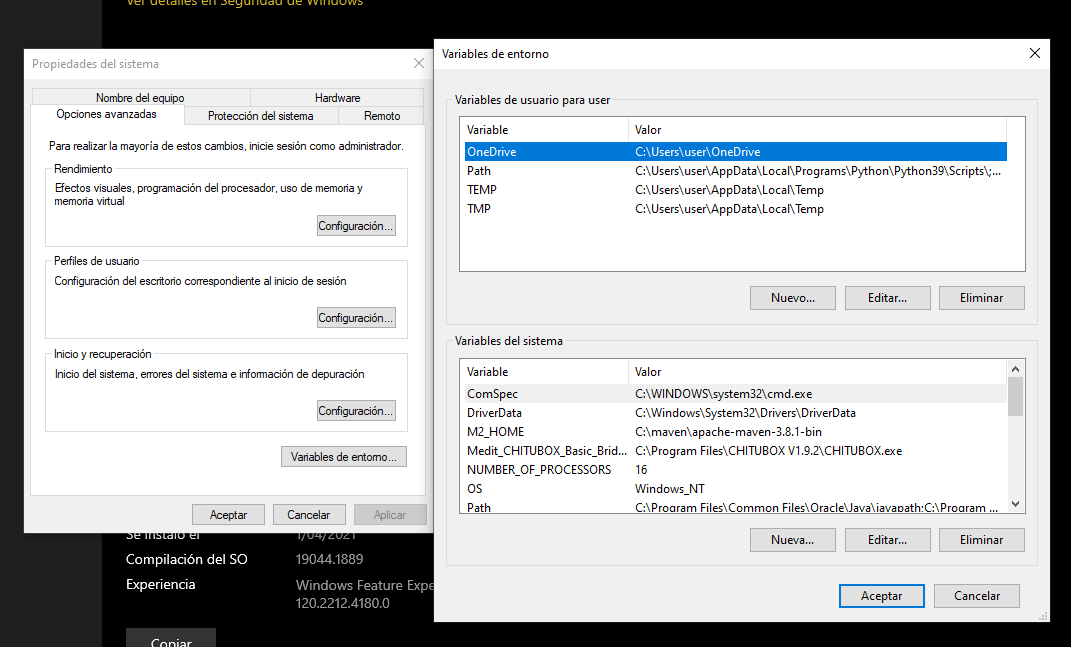 Ver detalles en Seguridad de Windows
Propiedades del sistema
Nombre del equipo
Hardware
Opciones avanzadas
Protección del sistema
Remoto
Para realizar la mayoría de estos cambios, inicie sesión como administrador.
Rendimiento
Efectos visuales, programación del procesador, uso de memoria y
memoria virtual
Configuración...
Perfiles de usuario
Configuración del escritorio correspondiente al inicio de sesión
Configuración...
Inicio y recuperación
Inicio del sistema, errores del sistema e información de depuración
Configuración...
Variables de entorno...
Aceptar
Cancelar
Aplicar
Se instaló el
1/04/2021
Compilación del SO
19044.1889
Experiencia
Windows Feature Expe
120.2212.4180.0
Copiar
Variables de entorno
Variables de usuario para user
Variable
Valor
OneDrive
C:\Users\user\OneDrive
Path
C:\Users\user\AppData\Local\Programs\Python\Python39\Scripts\;...
TEMP
C:\Users\user\AppData\Local\Temp
TMP
C:\Users\user\AppData\Local\Temp
Nuevo...
Editar...
Eliminar
Variables del sistema
Variable
Valor
ComSpec
C:\WINDOWS\system32\cmd.exe
DriverData
C:\Windows\System32\Drivers\DriverData
M2_HOME
C:\maven\apache-maven-3.8.1-bin
Medit_CHITUBOX_Basic_Brid...
C:\Program Files\CHITUBOX V1.9.2\CHITUBOX.exe
NUMBER_OF_PROCESSORS
16
OS
Windows_NT
Path
C:\Program Files\Common Files\Oracle\Java\javapath;C:\Program ...
Nueva...
Editar...
Eliminar
Aceptar
Cancelar